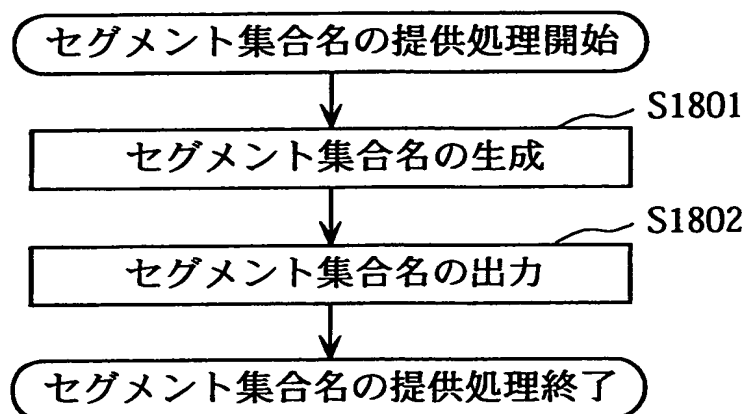 セグメント集合名の提供処理開始
S1801
セグメント集合名の生成
S1802
セグメント集合名の出力
セグメント集合名の提供処理終了